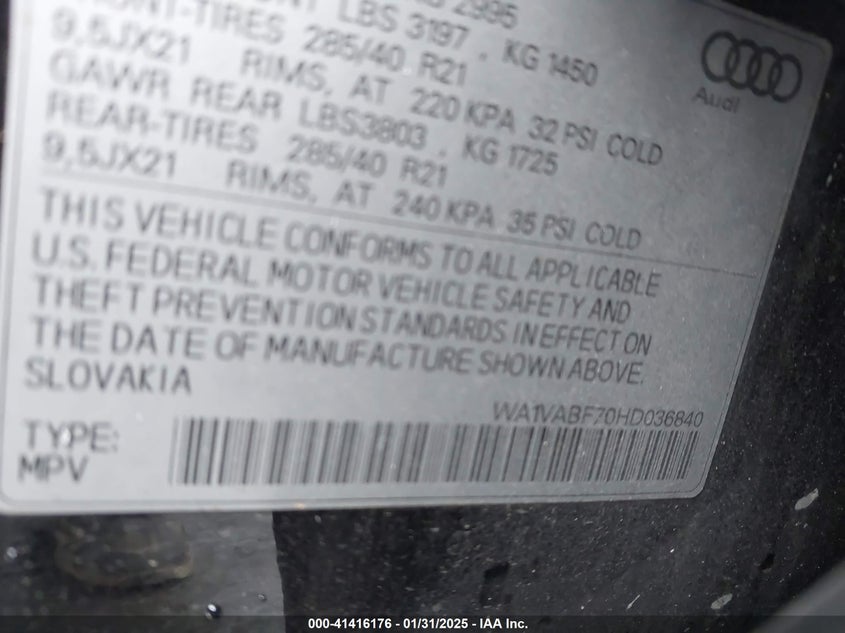 2995
LBS 3197 , KG 1450
FRONT-TIRES 285/40 R21
9,5JX21 RIMS, AT 220 KPA 32 PSI COLD
GAWR REAR LBS3803 , KG 1725
REAR-TIRES 285/40 R21
9,5JX21 RIMS, AT 240 KPA 35 PSI COLD
Audi
THIS VEHICLE CONFORMS TO ALL APPLICABLE
U.S. FEDERAL MOTOR VEHICLE SAFETY AND
THEFT PREVENTION STANDARDS IN EFFECT ON
THE DATE OF MANUFACTURE SHOWN ABOVE.
SLOVAKIA
WA1VABF70HD036840
TYPE:
MPV
000-41416176 - 01/31/2025 - IAA Inc.